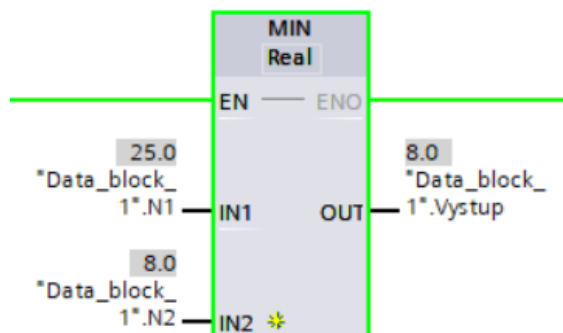 MIN
Real
EN
ENO
25.0
"Data_block_
1".N1
IN1
OUT
8.0
"Data_block_
1".Vystup
8.0
"Data_block_
1".N2
IN2